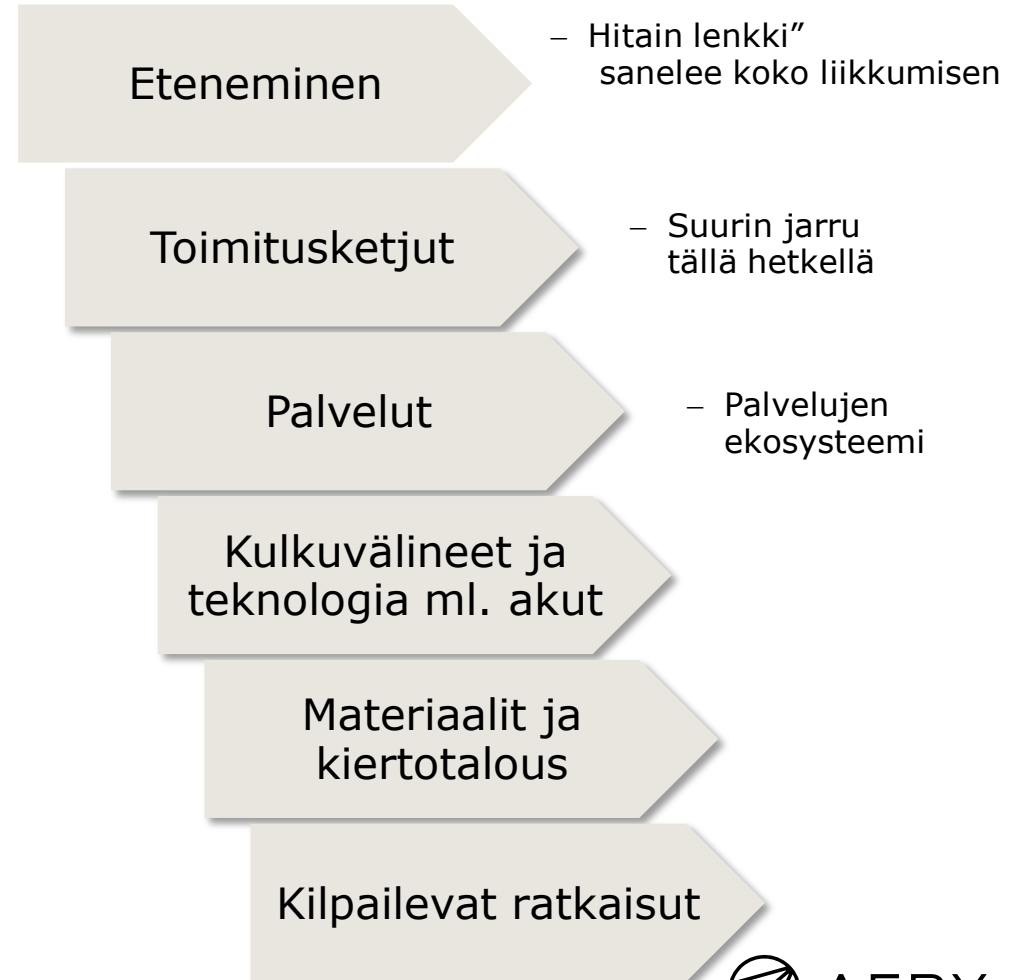 Eteneminen
– Hitain lenkki”
sanelee koko liikkumisen
Toimitusketjut
– Suurin jarru
tällä hetkellä
Palvelut
– Palvelujen
ekosysteemi
Kulkuvälineet ja
teknologia ml. akut
Materiaalit ja
kiertotalous
Kilpailevat ratkaisut